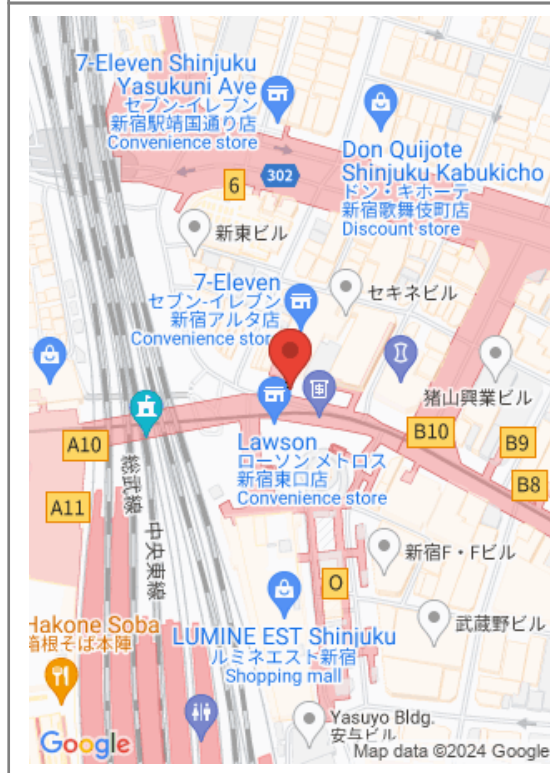 7-Eleven Shinjuku
Yasukuni Ave
セブン-イレブン
新宿駅靖国通り店
Convenience store
Don Quijote
Shinjuku Kabukicho
ドン・キホーテ
新宿歌舞伎町店
Discount store
302
6
新東ビル
7-Eleven
セブン-イレブン
新宿アルタ店
Convenience stor
セキネビル
猪山興業ビル
Lawson
ローソン メトロス
新宿東口店
Convenience store
A10
B10
B9
B8
A11
総武線
中央東線
新宿F・Fビル
O
武蔵野ビル
Hakone Soba
箱根そば本陣
LUMINE EST Shinjuku
ルミネエスト新宿
Shopping mall
Yasuyo Bldg.
安与ビル
Google
Map data ©2024 Google